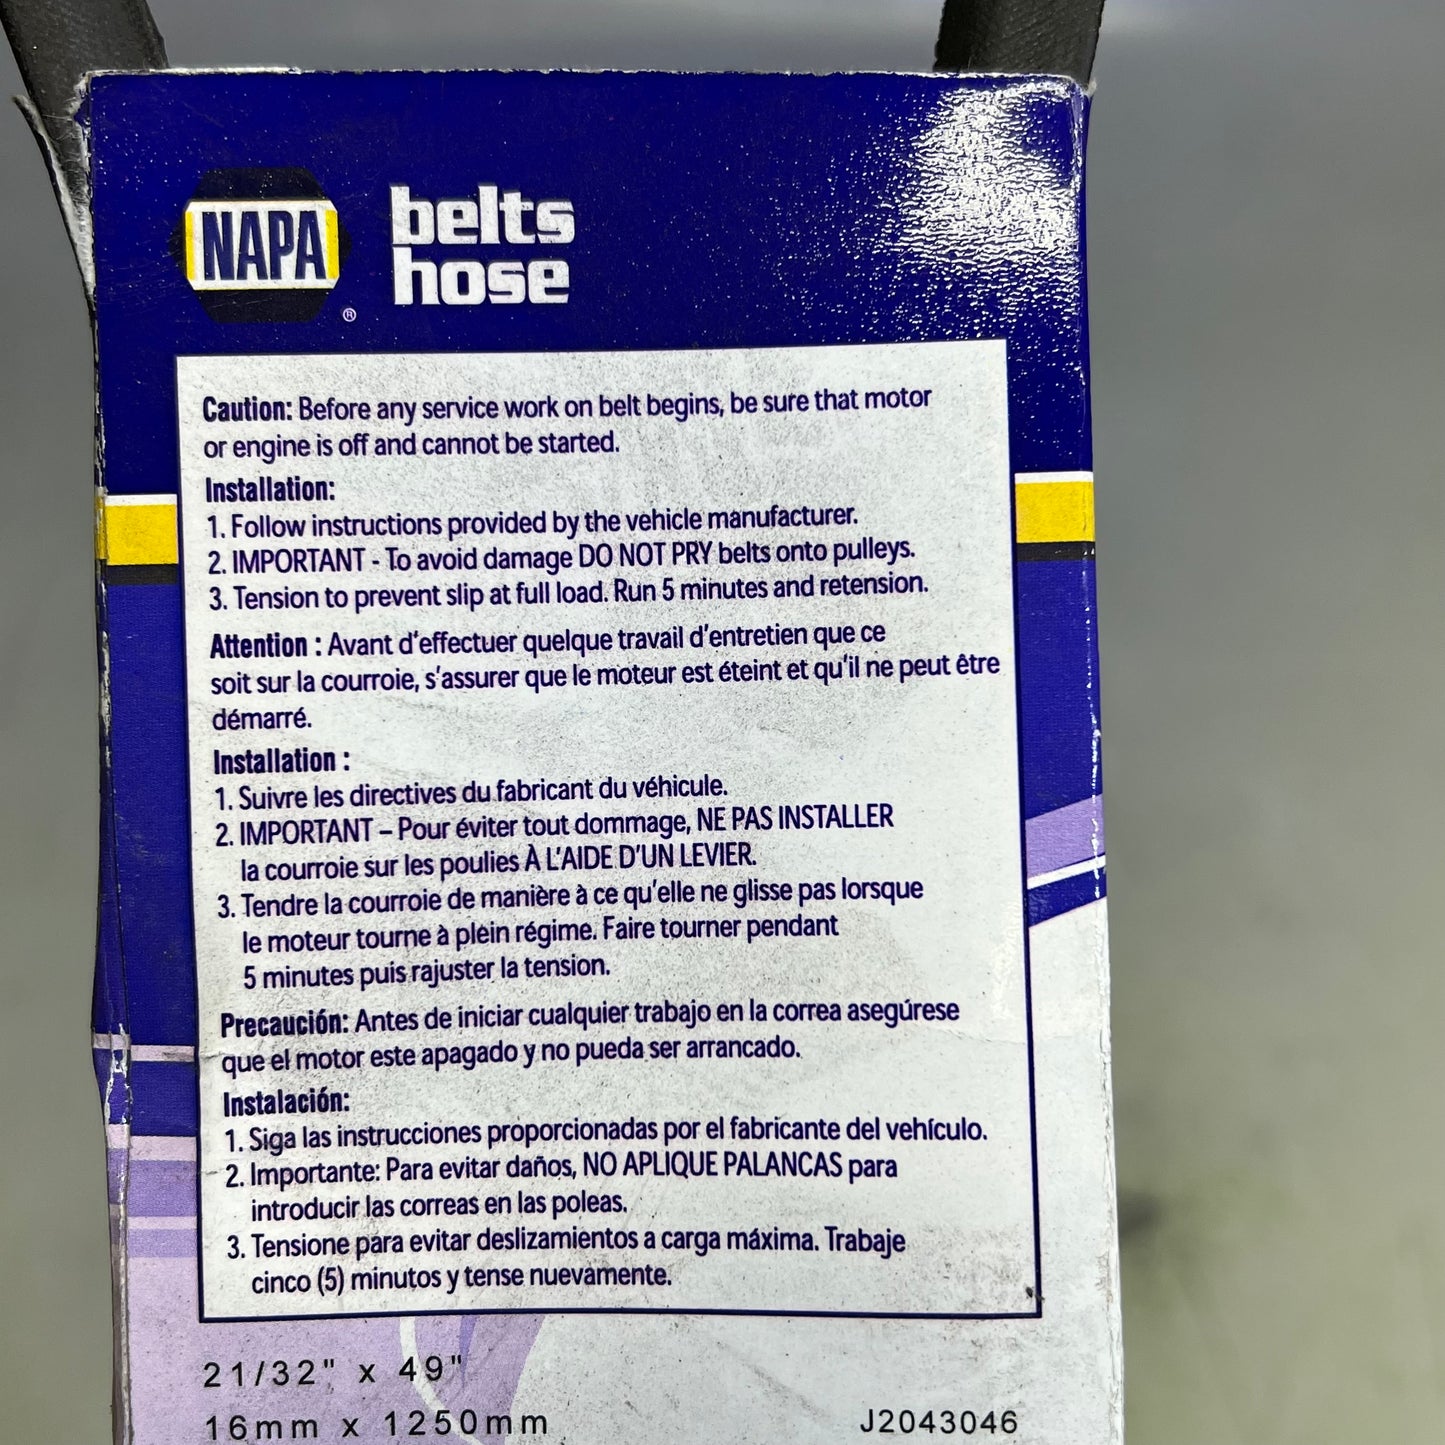 NAPA
®
belts
hose
Caution: Before any service work on belt begins, be sure that motor
or engine is off and cannot be started.
Installation:
1. Follow instructions provided by the vehicle manufacturer.
2. IMPORTANT - To avoid damage DO NOT PRY belts onto pulleys.
3. Tension to prevent slip at full load. Run 5 minutes and retension.
Attention : Avant d'effectuer quelque travail d'entretien que ce
soit sur la courroie, s'assurer que le moteur est éteint et qu'il ne peut être
démarré.
Installation :
1. Suivre les directives du fabricant du véhicule.
2. IMPORTANT – Pour éviter tout dommage, NE PAS INSTALLER
la courroie sur les poulies À L'AIDE D'UN LEVIER.
3. Tendre la courroie de manière à ce qu'elle ne glisse pas lorsque
le moteur tourne à plein régime. Faire tourner pendant
5 minutes puis rajuster la tension.
Precaución: Antes de iniciar cualquier trabajo en la correa asegúrese
que el motor este apagado y no pueda ser arrancado.
Instalación:
1. Siga las instrucciones proporcionadas por el fabricante del vehículo.
2. Importante: Para evitar daños, NO APLIQUE PALANCAS para
introducir las correas en las poleas.
3. Tensione para evitar deslizamientos a carga máxima. Trabaje
cinco (5) minutos y tense nuevamente.
21/32" x 49"
16mm x 1250mm
J2043046